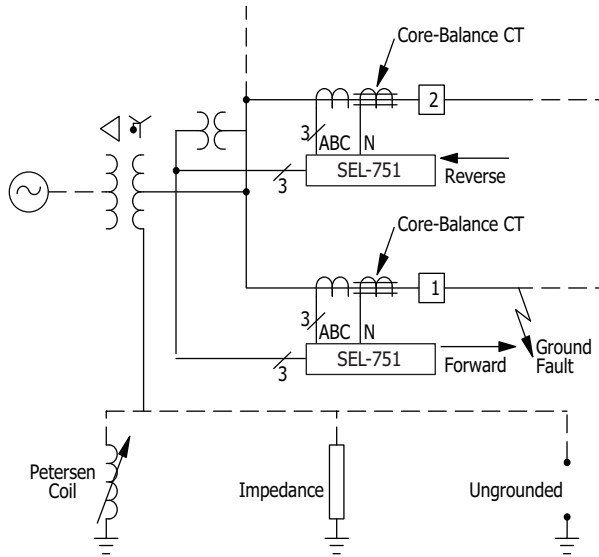 Core-Balance CT
2
3
ABC
N
SEL-751
3
Reverse
Core-Balance CT
1
3
ABC
N
SEL-751
3
Forward
Ground
Fault
Petersen
Coil
Impedance
Ungrounded